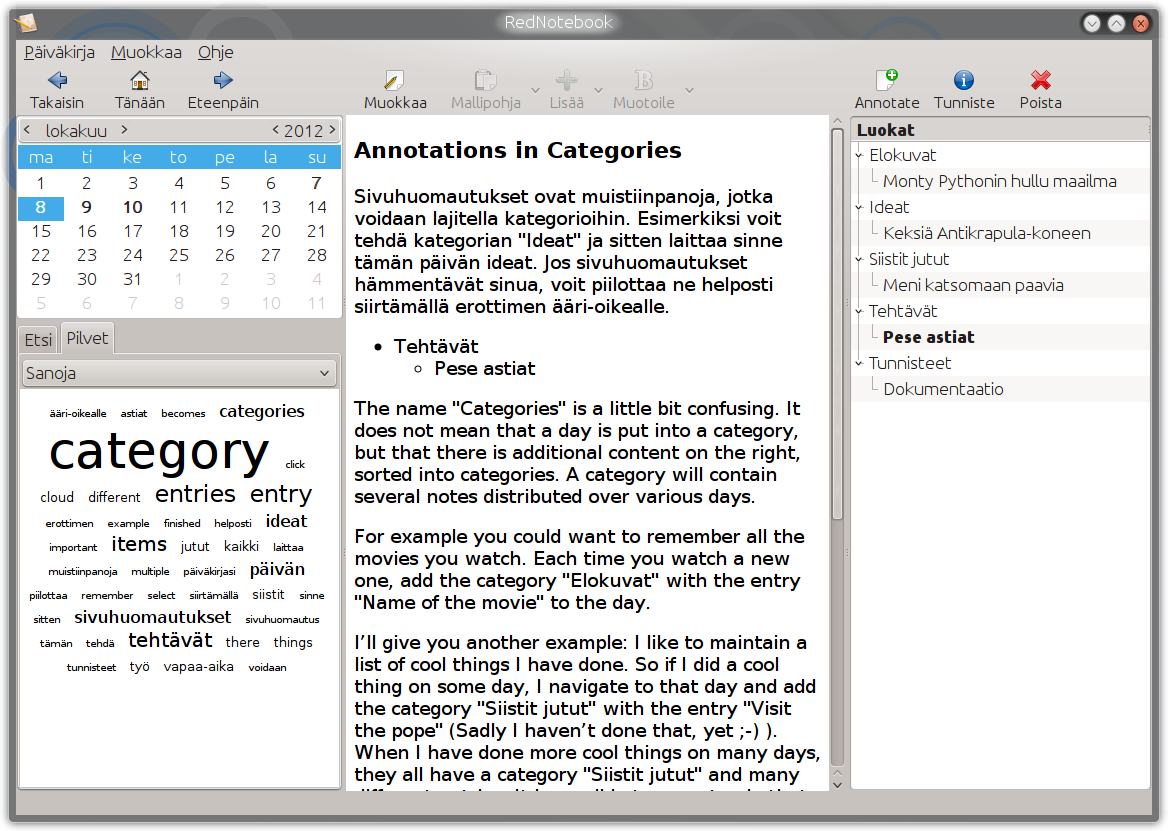 RedNotebook
Päiväkirja Muokkaa Ohje
Takaisin Tänään Eteenpäin Muokkaa Mallipohja Lisää Muotoile Annotate Tunniste Poista
lokakuu 2012
ma ti ke to pe la su
1 2 3 4 5 6 7
8 9 10 11 12 13 14
15 16 17 18 19 20 21
22 23 24 25 26 27 28
29 30 31 1 2 3 4
5 6 7 8 9 10 11
Etsi Pilvet
Sanoja
ääri-oikealle astiat becomes categories
category click
cloud different entries entry
erottimen example finished helposti ideat
important items jutut kaikki laittaa
muistiinpanoja multiple päiväkirjasi päivän
piilottaa remember select siirtämällä siistit sinne
sitten sivuhuomautukset sivuhuomautus
tämän tehdä tehtävät there things
tunnisteet työ vapaa-aika voidaan
Annotations in Categories
Sivuhuomautukset ovat muistiinpanoja, jotka
voidaan lajitella kategorioihin. Esimerkiksi voit
tehdä kategorian "Ideat" ja sitten laittaa sinne
tämän päivän ideat. Jos sivuhuomautukset
hämmentävät sinua, voit piilottaa ne helposti
siirtämällä erottimen ääri-oikealle.
• Tehtävät
◦ Pese astiat
The name "Categories" is a little bit confusing. It
does not mean that a day is put into a category,
but that there is additional content on the right,
sorted into categories. A category will contain
several notes distributed over various days.
For example you could want to remember all the
movies you watch. Each time you watch a new
one, add the category "Elokuvat" with the entry
"Name of the movie" to the day.
I’ll give you another example: I like to maintain a
list of cool things I have done. So if I did a cool
thing on some day, I navigate to that day and add
the category "Siistit jutut" with the entry "Visit
the pope" (Sadly I haven’t done that, yet ;-) ).
When I have done more cool things on many days,
they all have a category "Siistit jutut" and many
Luokat
Elokuvat
Monty Pythonin hullu maailma
Ideat
Keksiä Antikrapula-koneen
Siistit jutut
Meni katsomaan paavia
Tehtävät
Pese astiat
Tunnisteet
Dokumentaatio